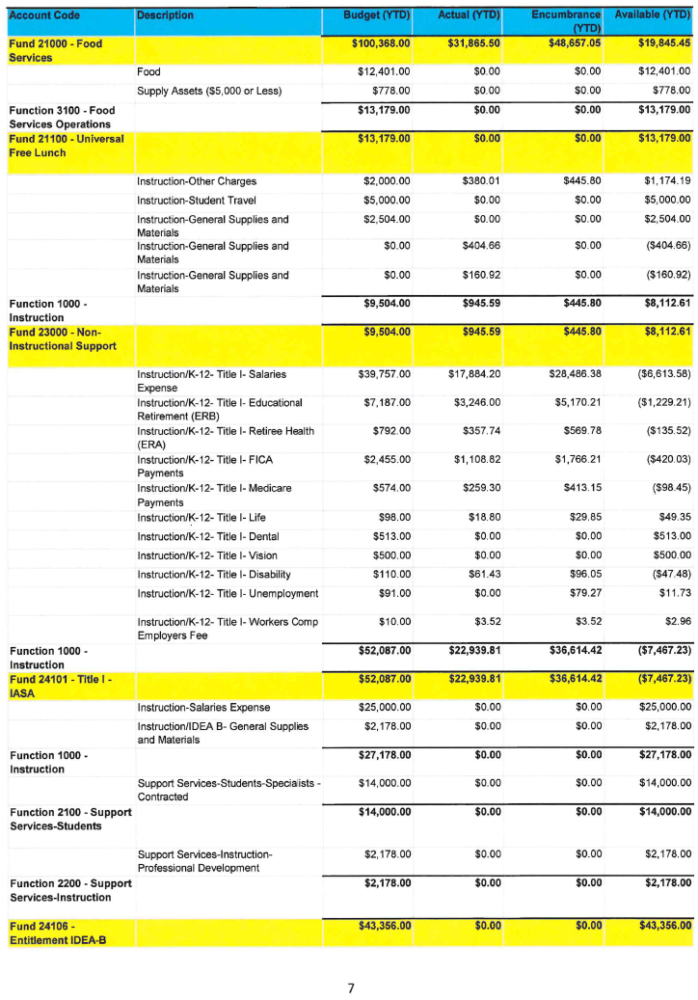 Account Code Description Budget (YTD) Actual (YTD) Encumbrance Available (YTD)
(YTD)
Fund 21000 - Food $100,368.00 $31,865.50 $48,657.05 $19,845.45
Services
Food $12,401.00 $0.00 $0.00 $12,401.00
Supply Assets ($5,000 or Less) $778.00 $0.00 $0.00 $778.00
Function 3100 - Food $13,179.00 $0.00 $0.00 $13,179.00
Services Operations
Fund 21100 - Universal $13,179.00 $0.00 $0.00 $13,179.00
Free Lunch
Instruction-Other Charges $2,000.00 $380.01 $445.80 $1,174.19
Instruction-Student Travel $5,000.00 $0.00 $0.00 $5,000.00
Instruction-General Supplies and $2,504.00 $0.00 $0.00 $2,504.00
Materials
Instruction-General Supplies and $0.00 $404.66 $0.00 ($404.66)
Materials
Instruction-General Supplies and $0.00 $160.92 $0.00 ($160.92)
Materials
Function 1000 - $9,504.00 $945.59 $445.80 $8,112.61
Instruction
Fund 23000 - Non- $9,504.00 $945.59 $445.80 $8,112.61
Instructional Support
Instruction/K-12- Title I- Salaries $39,757.00 $17,884.20 $28,486.38 ($6,613.58)
Expense
Instruction/K-12- Title I- Educational $7,187.00 $3,246.00 $5,170.21 ($1,229.21)
Retirement (ERB)
Instruction/K-12- Title I- Retiree Health $792.00 $357.74 $569.78 ($135.52)
(ERA)
Instruction/K-12- Title I- FICA $2,455.00 $1,108.82 $1,766.21 ($420.03)
Payments
Instruction/K-12- Title I- Medicare $574.00 $259.30 $413.15 ($98.45)
Payments
Instruction/K-12- Title I- Life $98.00 $18.80 $29.85 $49.35
Instruction/K-12- Title I- Dental $513.00 $0.00 $0.00 $513.00
Instruction/K-12- Title I- Vision $500.00 $0.00 $0.00 $500.00
Instruction/K-12- Title I- Disability $110.00 $61.43 $96.05 ($47.48)
Instruction/K-12- Title I- Unemployment $91.00 $0.00 $79.27 $11.73
Instruction/K-12- Title I- Workers Comp $10.00 $3.52 $3.52 $2.96
Employers Fee
Function 1000 - $52,087.00 $22,939.81 $36,614.42 ($7,467.23)
Instruction
Fund 24101 - Title I - $52,087.00 $22,939.81 $36,614.42 ($7,467.23)
IASA
Instruction-Salaries Expense $25,000.00 $0.00 $0.00 $25,000.00
Instruction/IDEA B- General Supplies $2,178.00 $0.00 $0.00 $2,178.00
and Materials
Function 1000 - $27,178.00 $0.00 $0.00 $27,178.00
Instruction
Support Services-Students-Specialists - $14,000.00 $0.00 $0.00 $14,000.00
Contracted
Function 2100 - Support $14,000.00 $0.00 $0.00 $14,000.00
Services-Students
Support Services-Instruction- $2,178.00 $0.00 $0.00 $2,178.00
Professional Development
Function 2200 - Support $2,178.00 $0.00 $0.00 $2,178.00
Services-Instruction
Fund 24106 - $43,356.00 $0.00 $0.00 $43,356.00
Entitlement IDEA-B
7